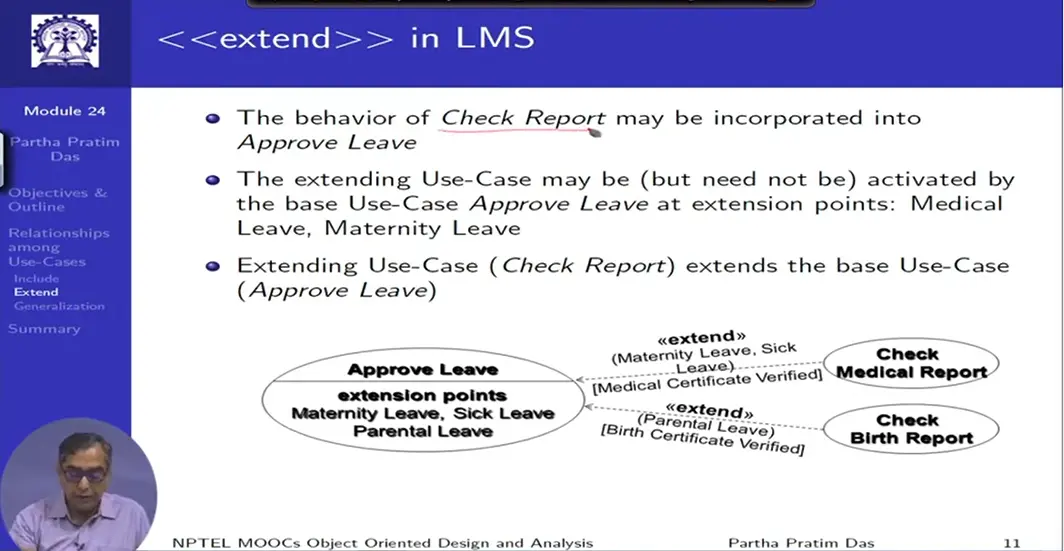 <<extend>> in LMS
Module 24
Partha Pratim
Das
Objectives &
Outline
Relationships
among
Use-Cases
Include
Extend
Generalization
Summary
The behavior of Check Report may be incorporated into
Approve Leave
The extending Use-Case may be (but need not be) activated by
the base Use-Case Approve Leave at extension points: Medical
Leave, Maternity Leave
Extending Use-Case (Check Report) extends the base Use-Case
(Approve Leave)
Approve Leave
extension points
Maternity Leave, Sick Leave
Parental Leave
«extend»
(Maternity Leave, Sick
Leave)
[Medical Certificate Verified]
Check
Medical Report
«extend»
(Parental Leave)
[Birth Certificate Verified]
Check
Birth Report
NPTEL MOOCs Object Oriented Design and Analysis Partha Pratim Das 11